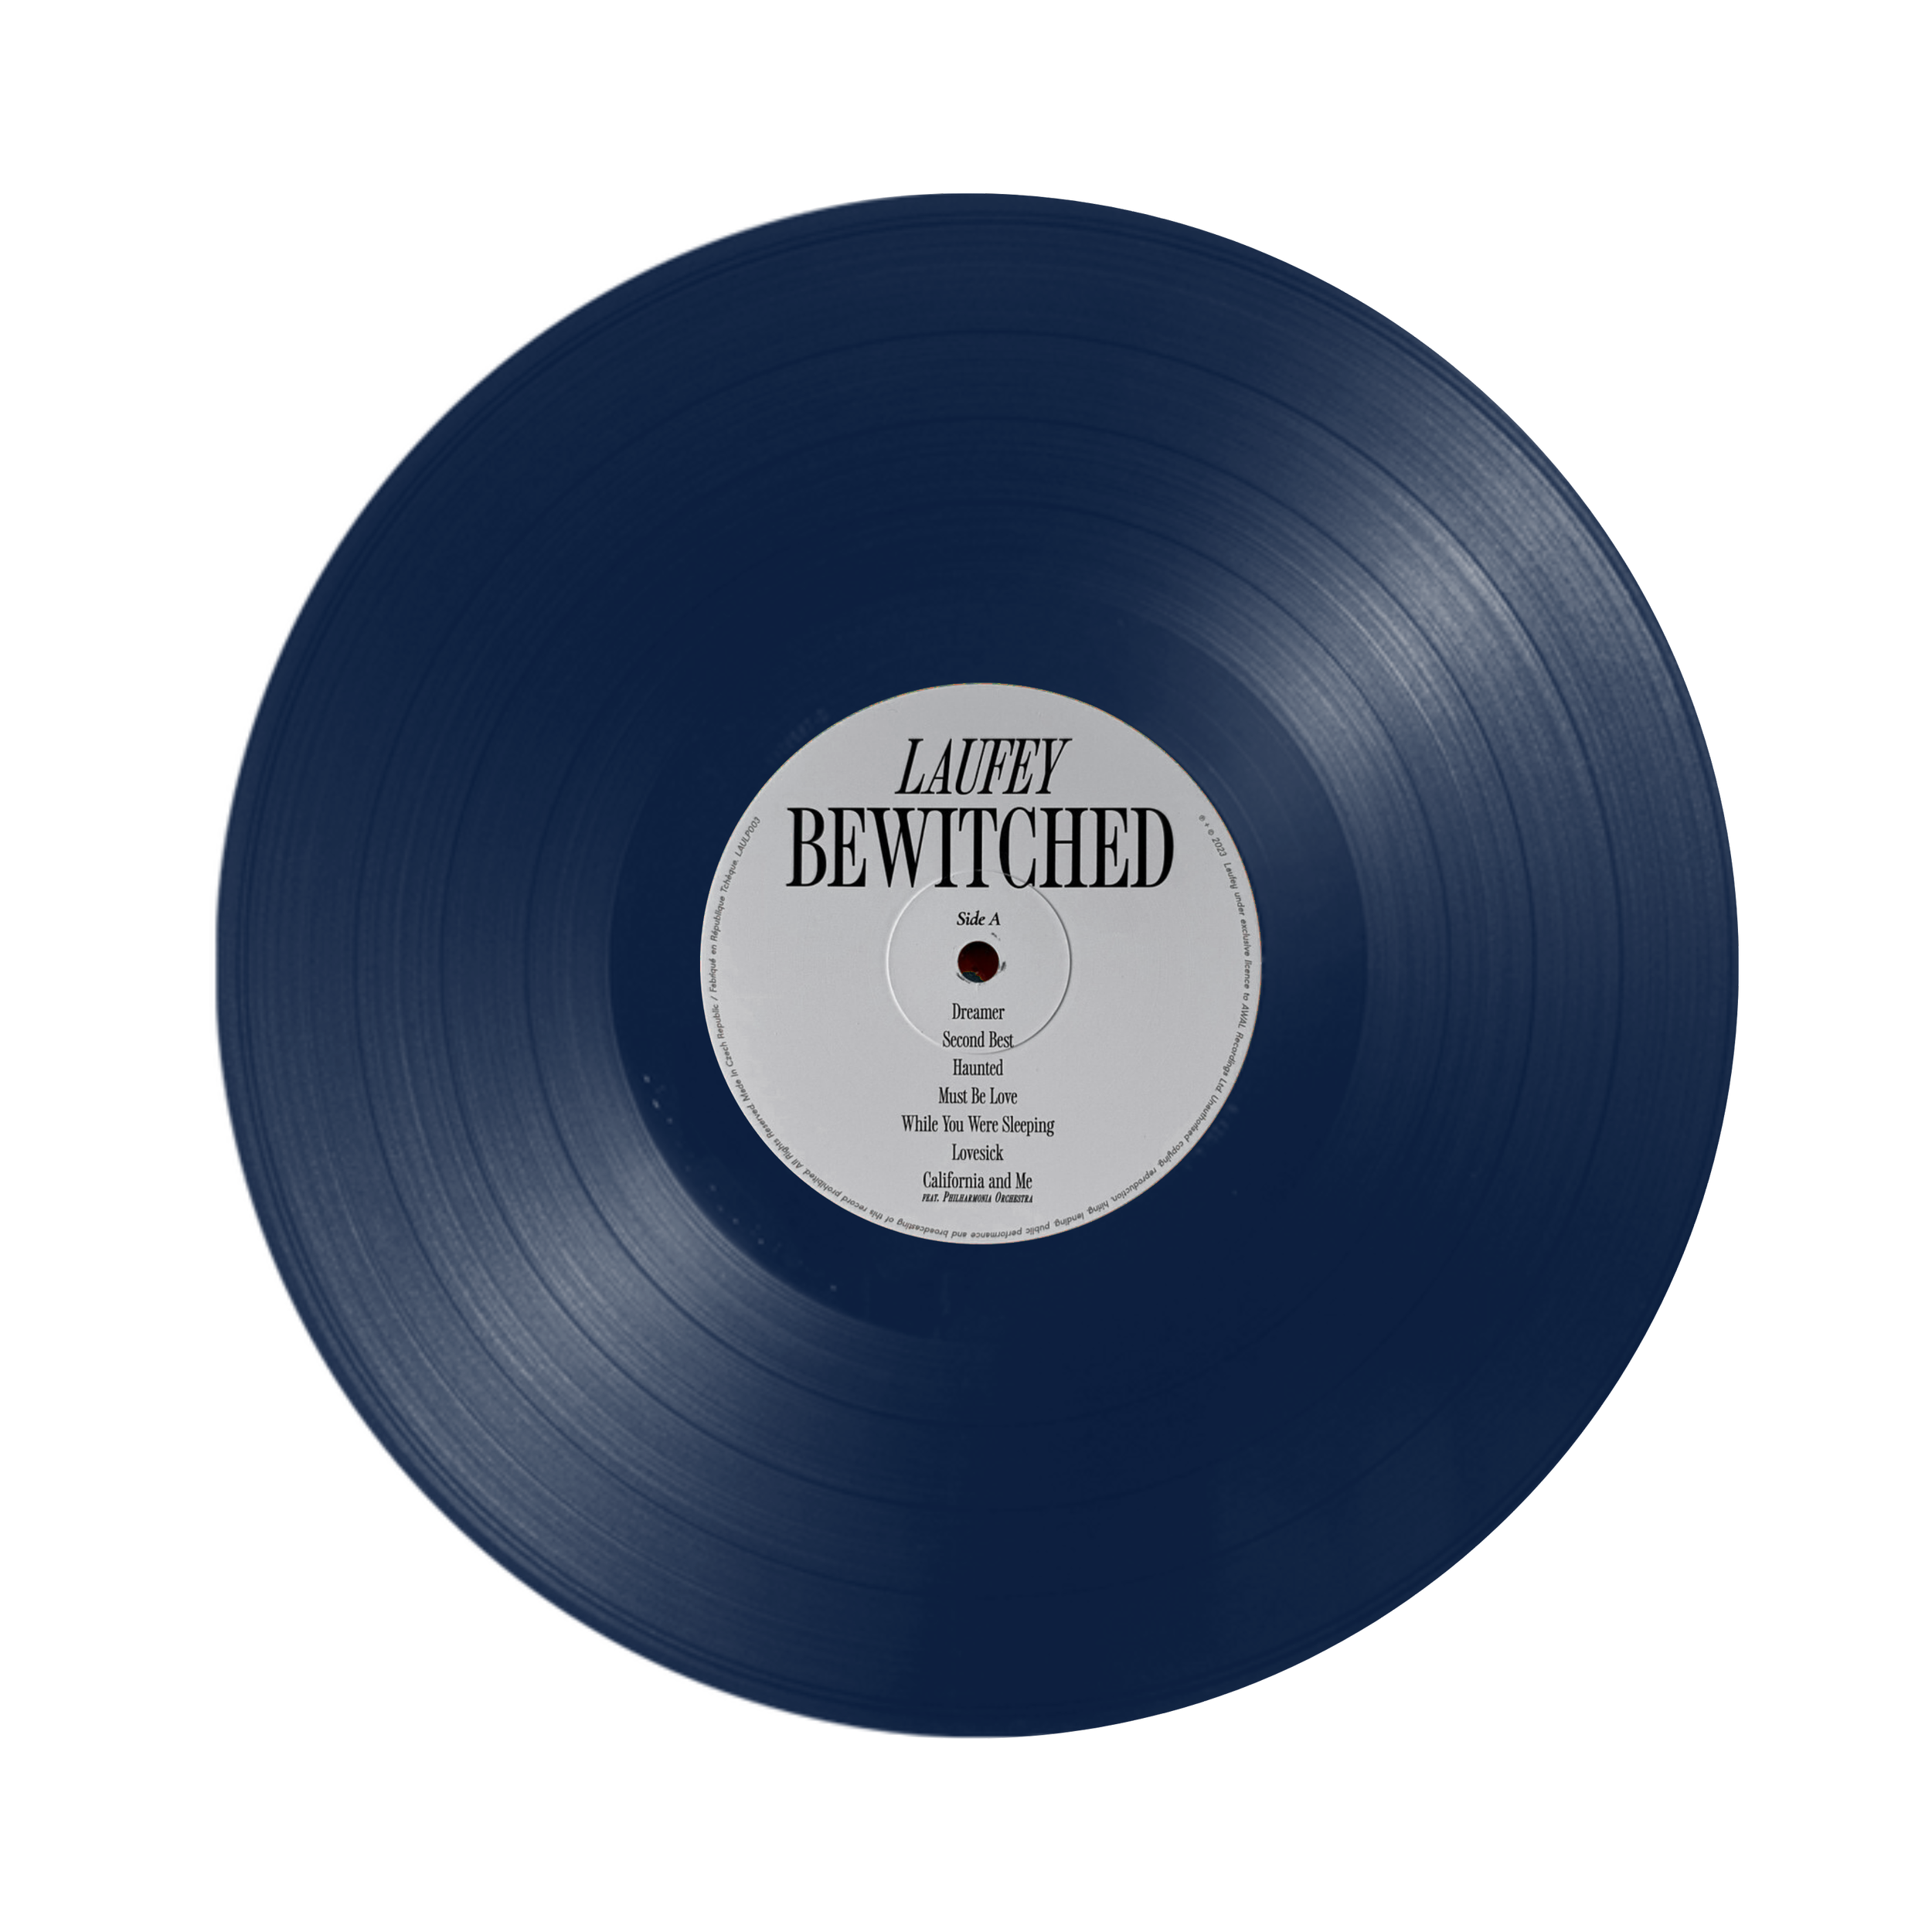 LAUFEY
BEWITCHED
Side A
Dreamer
Second Best
Haunted
Must Be Love
While You Were Sleeping
Lovesick
California and Me
FEAT. PHILHARMONIA ORCHESTRA
℗ + © 2023 Laufey under exclusive licence to AWAL Recordings Ltd. Unauthorised copying, reproduction, hiring, lending, public performance and broadcasting of this record prohibited. All Rights Reserved. Made in Czech Republic / Fabriqué en République Tchèque. LAULP003